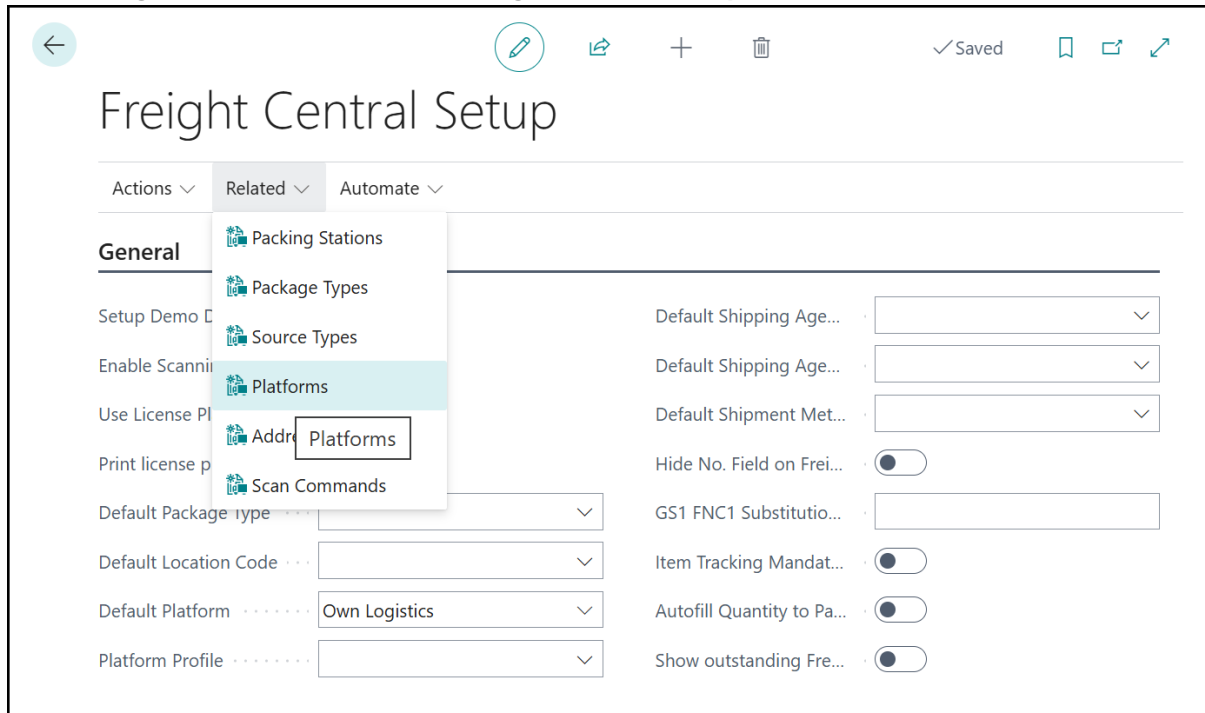 Saved
Freight Central Setup
Actions Related Automate
Packing Stations
General
Package Types
Setup Demo D
Default Shipping Age...
Source Types
Enable Scanni
Default Shipping Age...
Platforms
Use License Pl
Default Shipment Met...
Addre
Platforms
Print license p
Hide No. Field on Frei...
Scan Commands
Default Package Type
GS1 FNC1 Substitutio...
Default Location Code
Item Tracking Mandat...
Default Platform Own Logistics
Autofill Quantity to Pa...
Platform Profile
Show outstanding Fre...